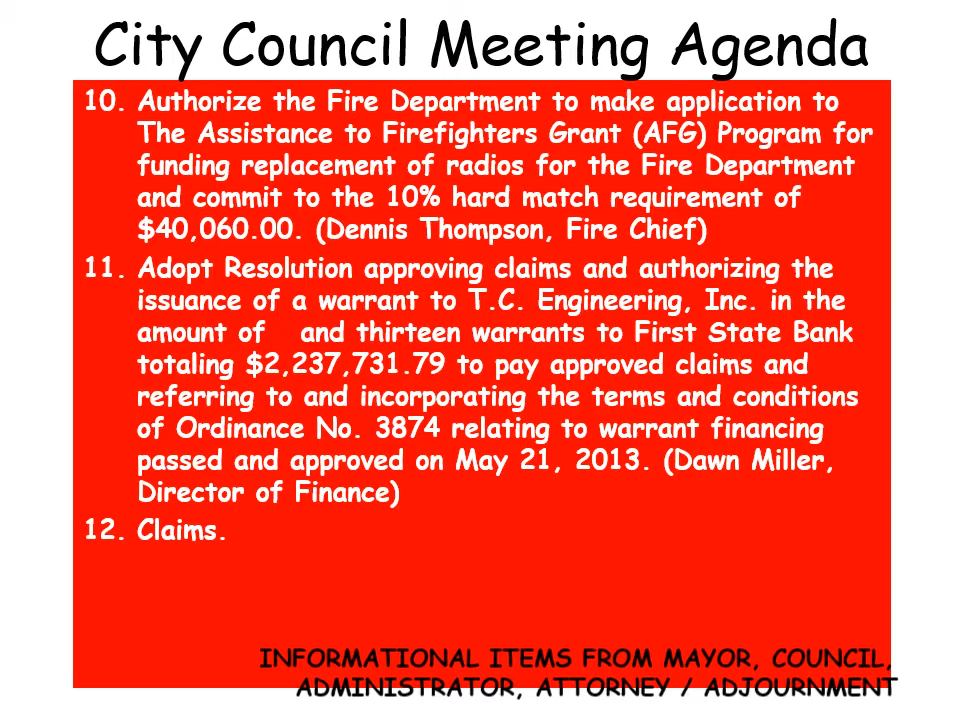 City Council Meeting Agenda
10. Authorize the Fire Department to make application to
The Assistance to Firefighters Grant (AFG) Program for
funding replacement of radios for the Fire Department
and commit to the 10% hard match requirement of
$40,060.00. (Dennis Thompson, Fire Chief)
11. Adopt Resolution approving claims and authorizing the
issuance of a warrant to T.C. Engineering, Inc. in the
amount of and thirteen warrants to First State Bank
totaling $2,237,731.79 to pay approved claims and
referring to and incorporating the terms and conditions
of Ordinance No. 3874 relating to warrant financing
passed and approved on May 21, 2013. (Dawn Miller,
Director of Finance)
12. Claims.
INFORMATIONAL ITEMS FROM MAYOR, COUNCIL,
ADMINISTRATOR, ATTORNEY / ADJOURNMENT